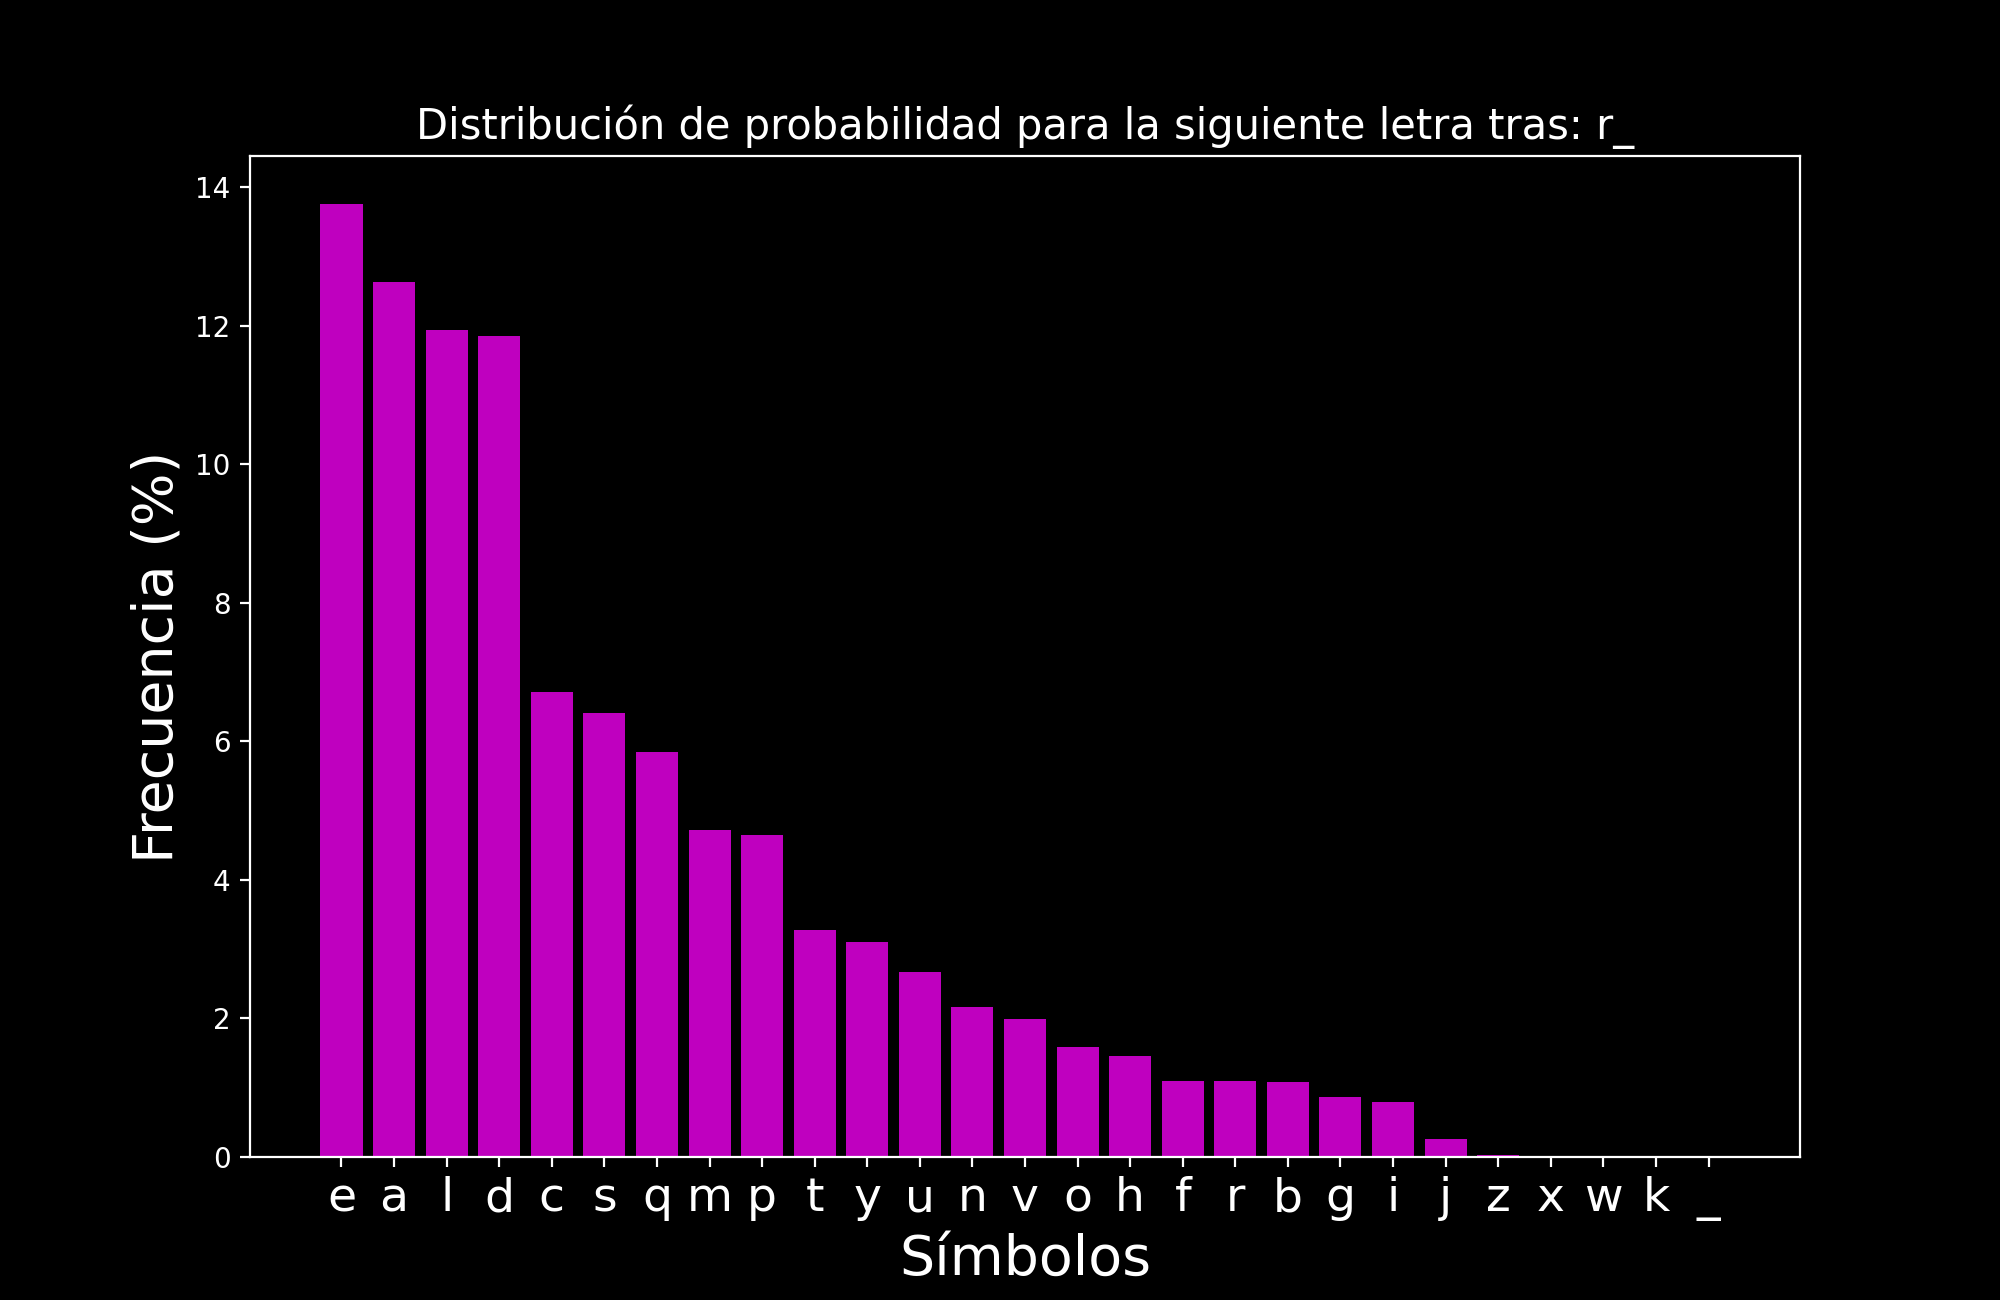 Distribución de probabilidad para la siguiente letra tras: r_
Frecuencia (%)
14
12
10
8
6
4
2
0
e a l d c s q m p t y u n v o h f r b g i j z x w k _
Símbolos